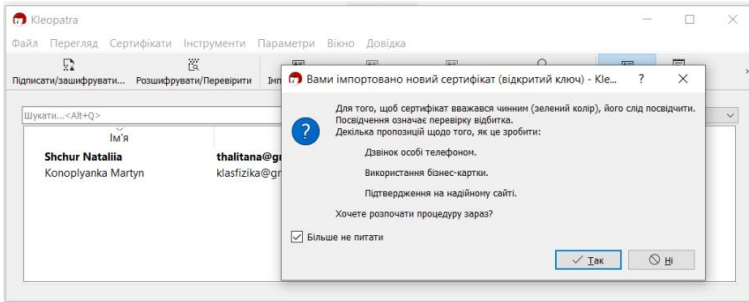 Kleopatra
Файл Перегляд Сертифікати Інструменти Параметри Вікно Довідка
Підписати/зашифрувати... Розшифрувати/Перевірити
Вами імпортовано новий сертифікат (відкритий ключ) - Kle... ?
Шукати...<Alt+Q>
Ім'я
Shchur Nataliia thalitana@gr
Konoplyanka Martyn klasfizika@gr
Для того, щоб сертифікат вважався чинним (зелений колір), його слід посвідчити.
Посвідчення означає перевірку відбитка.
Декілька пропозицій щодо того, як це зробити:
Дзвінок особі телефоном.
Використання бізнес-картки.
Підтвердження на надійному сайті.
Хочете розпочати процедуру зараз?
Більше не питати
Так Ні